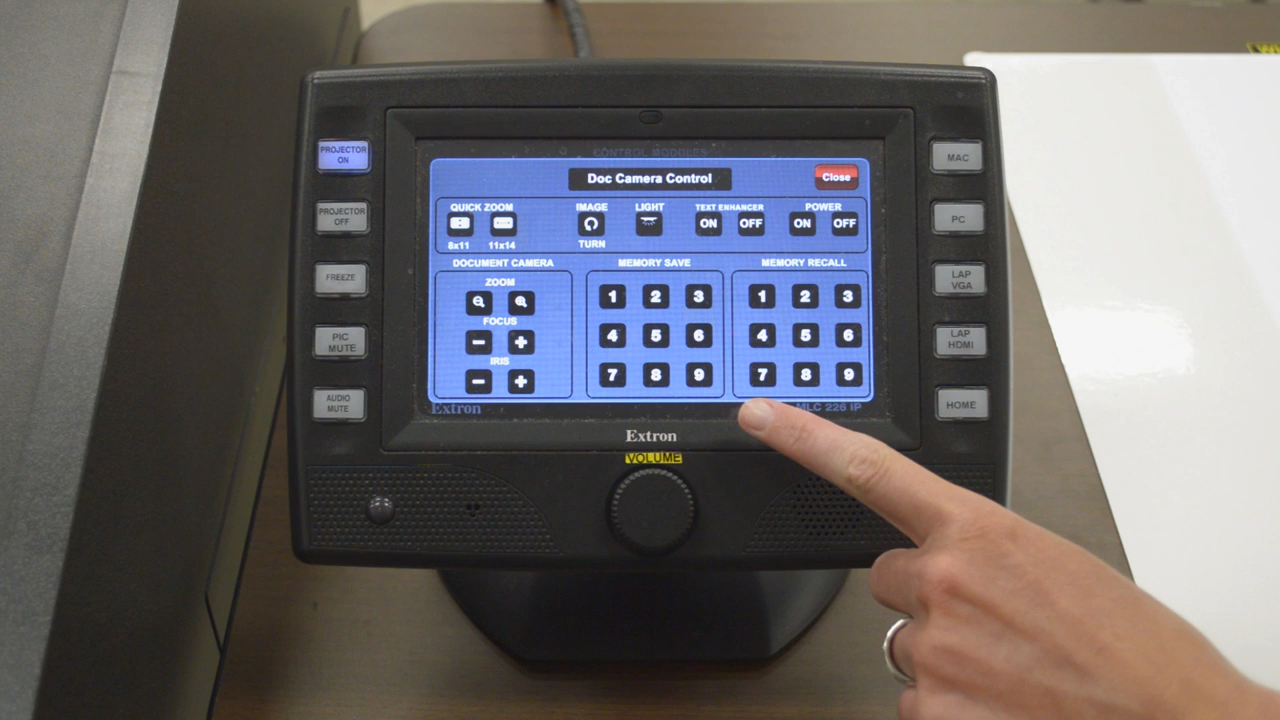 CONTROL MODULES
PROJECTOR
ON
PROJECTOR
OFF
FREEZE
PIC
MUTE
AUDIO
MUTE
Doc Camera Control
Close
QUICK ZOOM
8x11
11x14
IMAGE
TURN
LIGHT
TEXT ENHANCER
ON
OFF
POWER
ON
OFF
DOCUMENT CAMERA
ZOOM
FOCUS
IRIS
MEMORY SAVE
1 2 3
4 5 6
7 8 9
MEMORY RECALL
1 2 3
4 5 6
7 8 9
Extron
MLC 226 IP
Extron
VOLUME
MAC
PC
LAP
VGA
LAP
HDMI
HOME